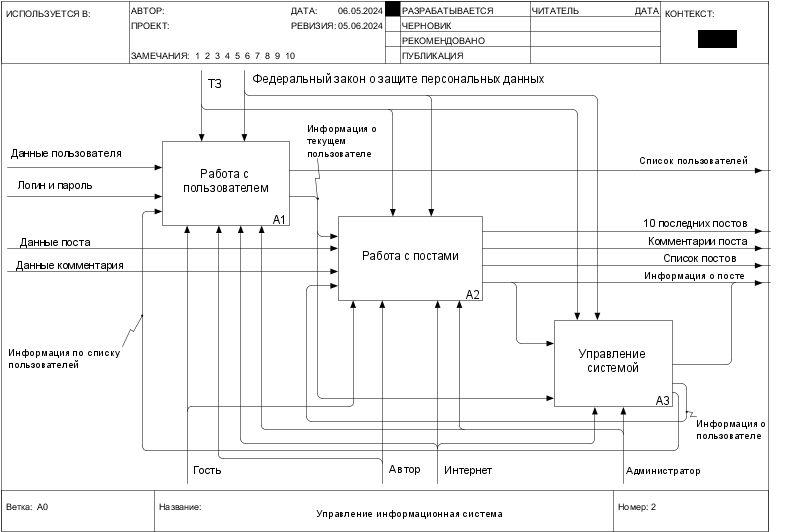 ИСПОЛЬЗУЕТСЯ В:
АВТОР:
ДАТА: 06.05.2024
РАЗРАБАТЫВАЕТСЯ
ЧИТАТЕЛЬ
ДАТА
КОНТЕКСТ:
ПРОЕКТ:
РЕВИЗИЯ: 05.06.2024
ЧЕРНОВИК
РЕКОМЕНДОВАНО
ЗАМЕЧАНИЯ: 1 2 3 4 5 6 7 8 9 10
ПУБЛИКАЦИЯ
ТЗ
Федеральный закон о защите персональных данных
Информация о
текущем
пользователе
Данные пользователя
Логин и пароль
Работа с
пользователем
A1
Список пользователей
Данные поста
Данные комментария
Работа с постами
A2
10 последних постов
Комментарии поста
Список постов
Информация о посте
Информация по списку
пользователей
Управление
системой
A3
Информация о
пользователе
Гость
Автор
Интернет
Администратор
Ветка: A0
Название:
Управление информационная система
Номер: 2